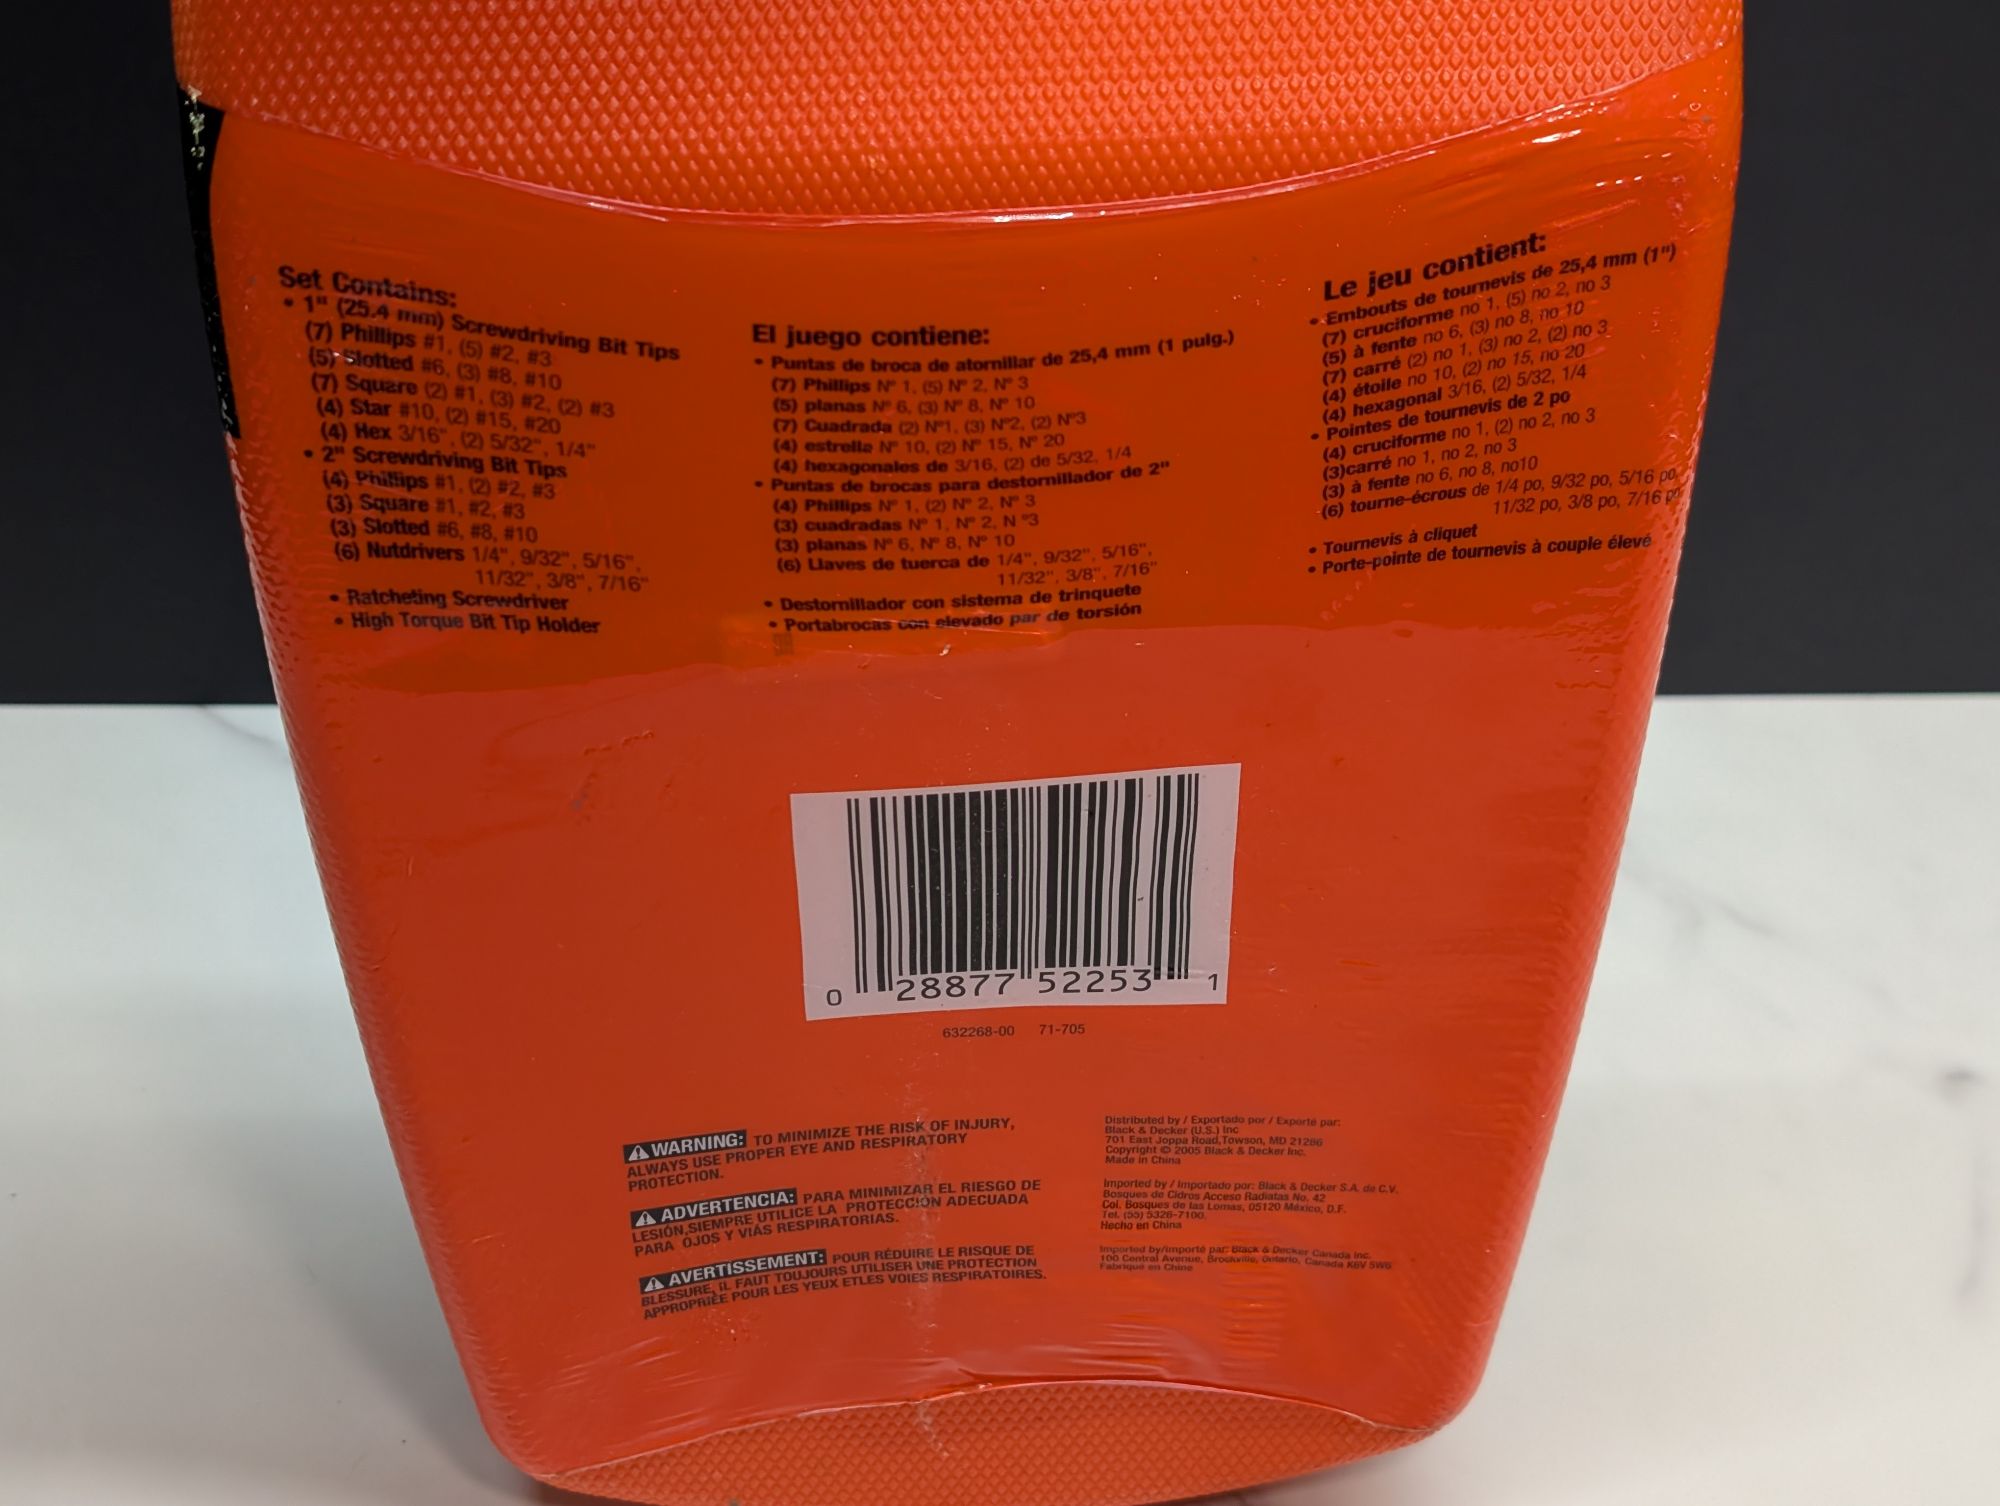 Set Contains:
• 1" (25.4 mm) Screwdriving Bit Tips
(7) Phillips #1, (5) #2, #3
(5) Slotted #6, (3) #8, #10
(7) Square (2) #1, (3) #2, (2) #3
(4) Star #10, (2) #15, #20
(4) Hex 3/16", (2) 5/32", 1/4"
• 2" Screwdriving Bit Tips
(4) Phillips #1, (2) #2, #3
(3) Square #1, #2, #3
(3) Slotted #6, #8, #10
(6) Nutdrivers 1/4", 9/32", 5/16",
11/32", 3/8", 7/16"
• Ratcheting Screwdriver
• High Torque Bit Tip Holder
El juego contiene:
• Puntas de broca de atornillar de 25,4 mm (1 pulg.)
(7) Phillips Nº 1, (5) Nº 2, Nº 3
(5) planas Nº 6, (3) Nº 8, Nº 10
(7) Cuadrada (2) Nº1, (3) Nº2, (2) Nº3
(4) estrella Nº 10, (2) Nº 15, Nº 20
(4) hexagonales de 3/16, (2) de 5/32, 1/4
• Puntas de brocas para destornillador de 2"
(4) Phillips Nº 1, (2) Nº 2, Nº 3
(3) cuadradas Nº 1, Nº 2, N º3
(3) planas Nº 6, Nº 8, Nº 10
(6) Llaves de tuerca de 1/4", 9/32", 5/16",
11/32", 3/8", 7/16"
• Destornillador con sistema de trinquete
• Portabrocas con elevado par de torsión
Le jeu contient:
• Embouts de tournevis de 25,4 mm (1")
(7) cruciforme no 1, (5) no 2, no 3
(5) à fente no 6, (3) no 8, no 10
(7) carré (2) no 1, (3) no 2, (2) no 3
(4) étoile no 10, (2) no 15, no 20
(4) hexagonal 3/16, (2) 5/32, 1/4
• Pointes de tournevis de 2 po
(4) cruciforme no 1, (2) no 2, no 3
(3)carré no 1, no 2, no 3
(3) à fente no 6, no 8, no10
(6) tourne-écrous de 1/4 po, 9/32 po, 5/16 po
11/32 po, 3/8 po, 7/16 po
• Tournevis à cliquet
• Porte-pointe de tournevis à couple élevé
0 28877 52253 1
632268-00 71-705
WARNING: TO MINIMIZE THE RISK OF INJURY,
ALWAYS USE PROPER EYE AND RESPIRATORY
PROTECTION.
ADVERTENCIA: PARA MINIMIZAR EL RIESGO DE
LESIÓN,SIEMPRE UTILICE LA PROTECCIÓN ADECUADA
PARA OJOS Y VIÁS RESPIRATORIAS.
AVERTISSEMENT: POUR RÉDUIRE LE RISQUE DE
BLESSURE, IL FAUT TOUJOURS UTILISER UNE PROTECTION
APPROPRIÉE POUR LES YEUX ETLES VOIES RESPIRATOIRES.
Distributed by / Exportado por / Exporté par:
Black & Decker (U.S.) Inc
701 East Joppa Road,Towson, MD 21286
Copyright © 2005 Black & Decker Inc.
Made in China
Imported by / Importado por: Black & Decker S.A. de C.V.
Bosques de Cidros Acceso Radiatas No. 42
Col. Bosques de las Lomas, 05120 México, D.F.
Tel. (55) 5326-7100.
Hecho en China
Imported by/importé par: Black & Decker Canada Inc.
100 Central Avenue, Brockville, Ontario, Canada K6V 5W6
Fabriqué en Chine